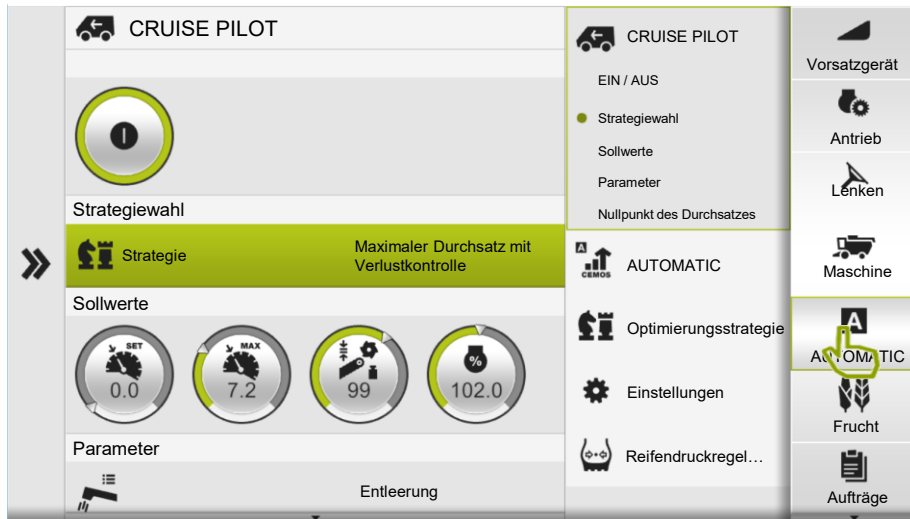 CRUISE PILOT
Strategiewahl
Strategie
Maximaler Durchsatz mit
Verlustkontrolle
Sollwerte
SET
0.0
MAX
7.2
99
%
102.0
Parameter
Entleerung
CRUISE PILOT
EIN / AUS
Strategiewahl
Sollwerte
Parameter
Nullpunkt des Durchsatzes
A
CEMOS
AUTOMATIC
Optimierungsstrategie
Einstellungen
Reifendruckregel…
Vorsatzgerät
Antrieb
Lenken
Maschine
A
AUTOMATIC
Frucht
Aufträge